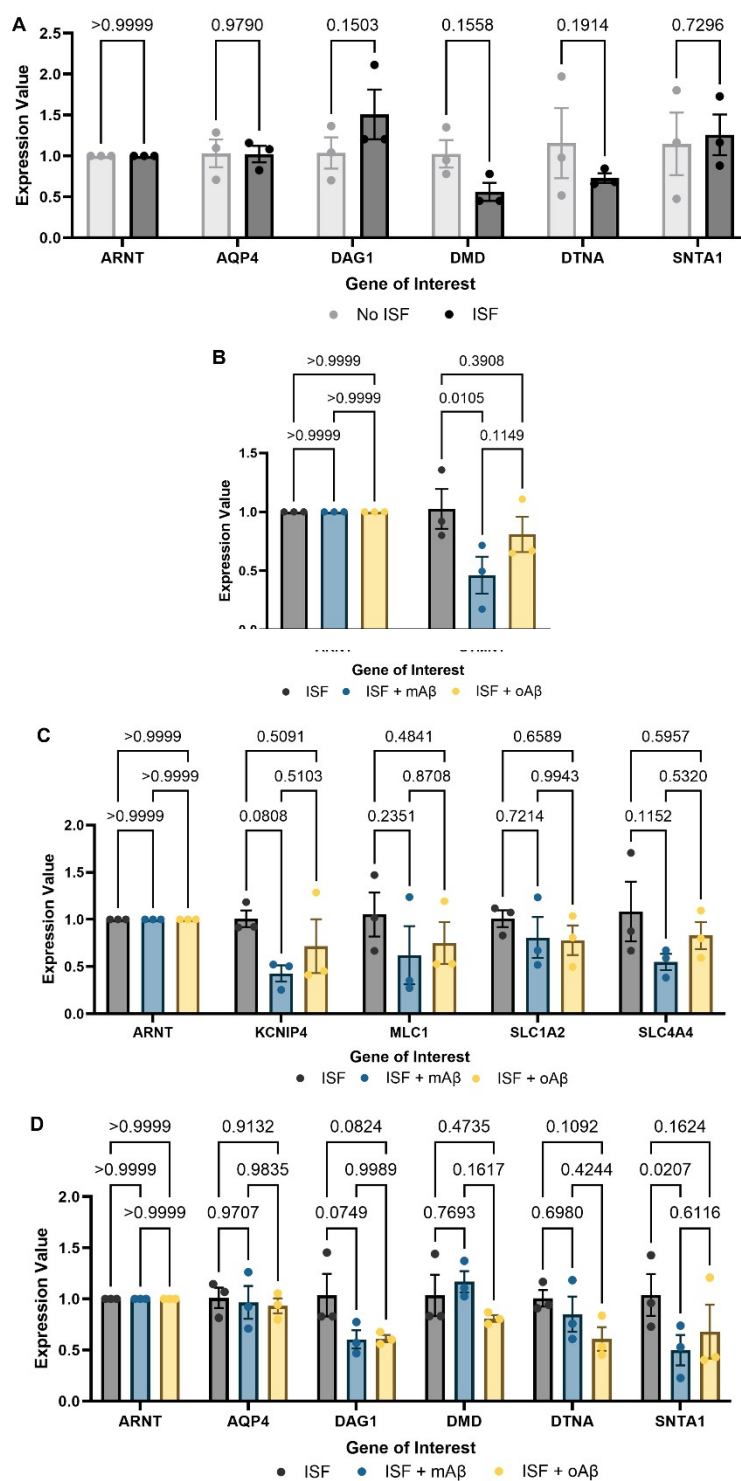 A
>0.9999 0.9790 0.1503 0.1558 0.1914 0.7296
2.5
2.0
1.5
1.0
0.5
0.0
Expression Value
ARNT AQP4 DAG1 DMD DTNA SNTA1
Gene of Interest
No ISF ISF
B
>0.9999 0.3908
>0.9999 0.0105
>0.9999 0.1149
1.5
1.0
0.5
Expression Value
Gene of Interest
ISF ISF + mAβ ISF + oAβ
C
>0.9999 0.5091 0.4841 0.6589 0.5957
>0.9999 0.5103 0.8708 0.9943 0.5320
>0.9999 0.0808 0.2351 0.7214 0.1152
2.0
1.5
1.0
0.5
0.0
Expression Value
ARNT KCNIP4 MLC1 SLC1A2 SLC4A4
Gene of Interest
ISF ISF + mAβ ISF + oAβ
D
>0.9999 0.9132 0.0824 0.4735 0.1092 0.1624
>0.9999 0.9835 0.9989 0.1617 0.4244 0.0207
>0.9999 0.9707 0.0749 0.7693 0.6980 0.6116
2.0
1.5
1.0
0.5
0.0
Expression Value
ARNT AQP4 DAG1 DMD DTNA SNTA1
Gene of Interest
ISF ISF + mAβ ISF + oAβ